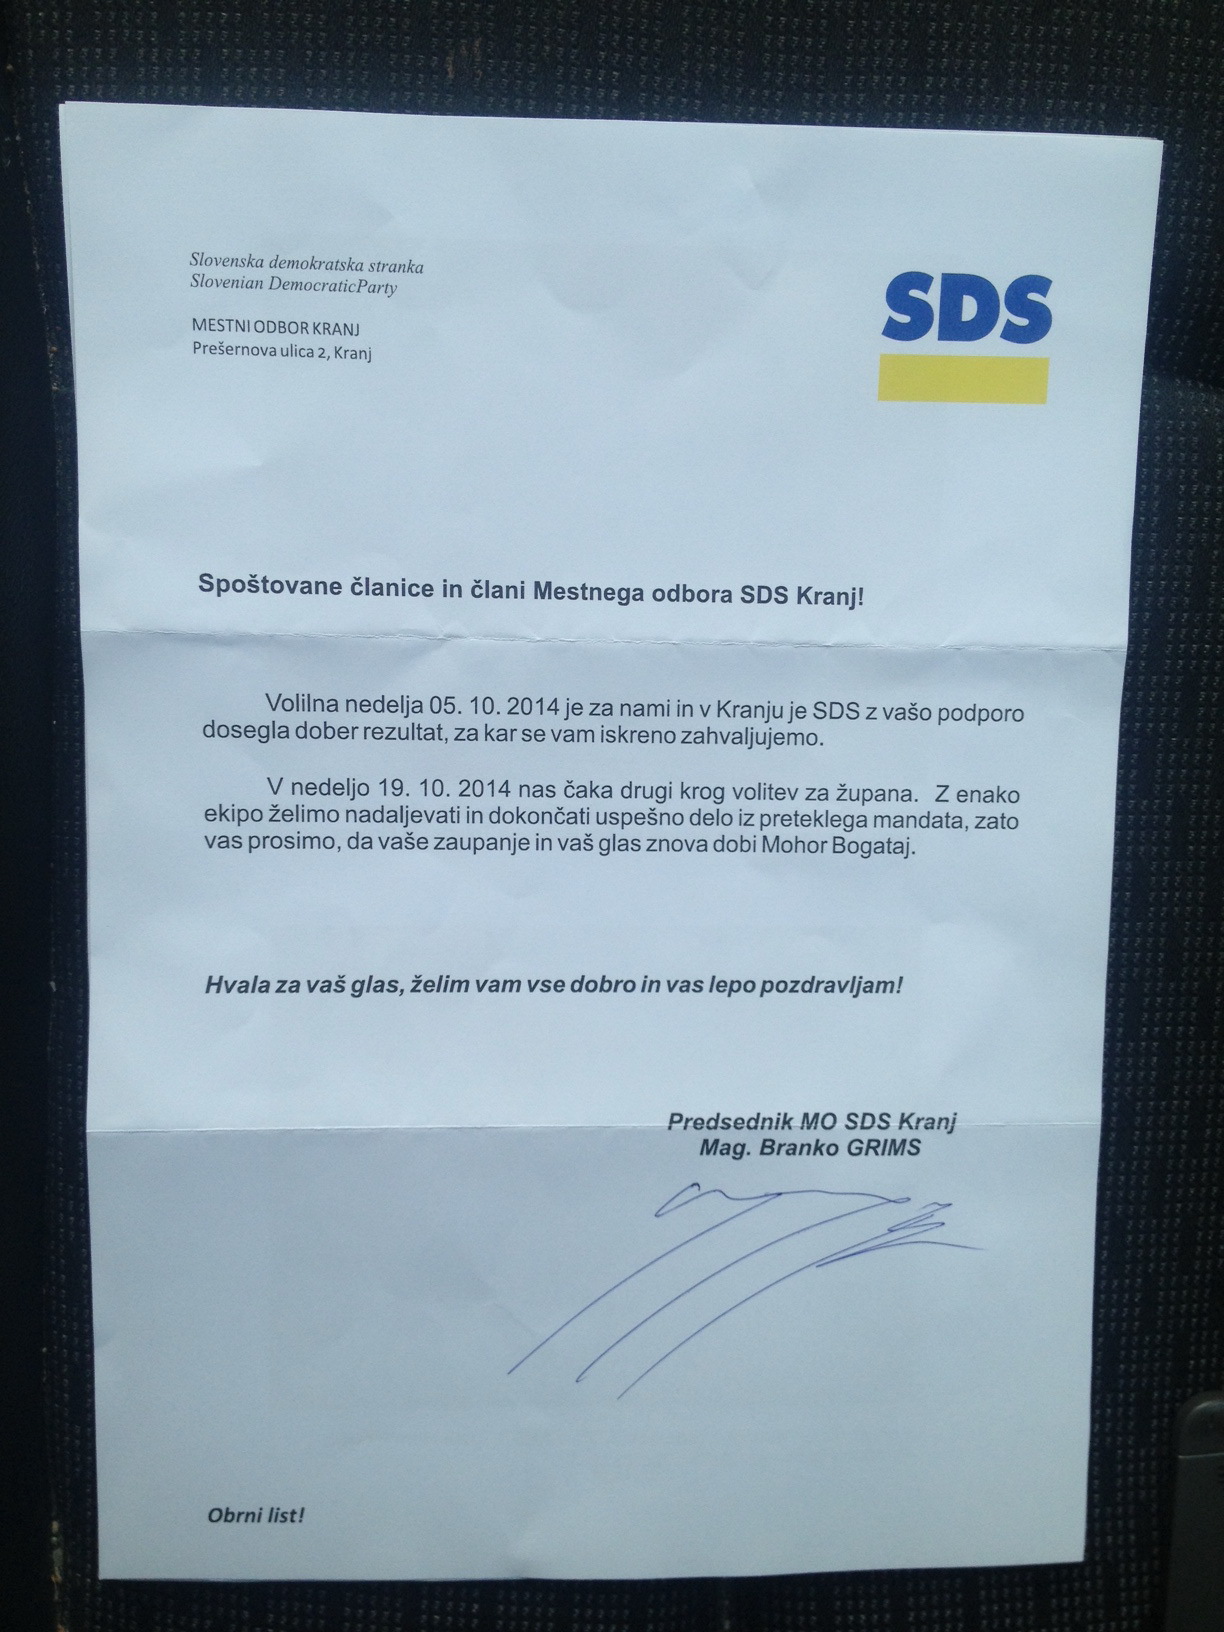 Slovenska demokratska stranka
Slovenian DemocraticParty
MESTNI ODBOR KRANJ
Prešernova ulica 2, Kranj
SDS
Spoštovane članice in člani Mestnega odbora SDS Kranj!
Volilna nedelja 05. 10. 2014 je za nami in v Kranju je SDS z vašo podporo
dosegla dober rezultat, za kar se vam iskreno zahvaljujemo.
V nedeljo 19. 10. 2014 nas čaka drugi krog volitev za župana. Z enako
ekipo želimo nadaljevati in dokončati uspešno delo iz preteklega mandata, zato
vas prosimo, da vaše zaupanje in vaš glas znova dobi Mohor Bogataj.
Hvala za vaš glas, želim vam vse dobro in vas lepo pozdravljam!
Predsednik MO SDS Kranj
Mag. Branko GRIMS
Obrni list!